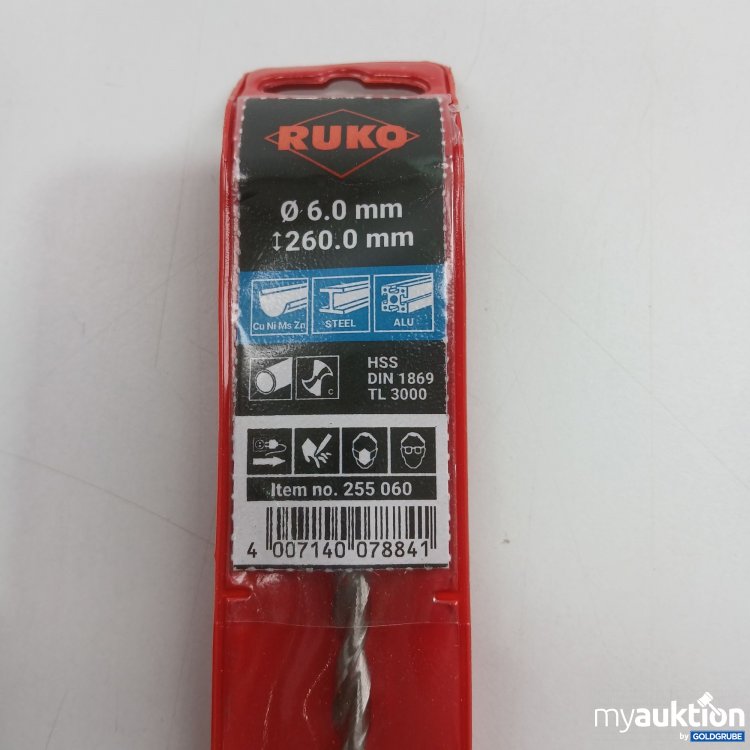 RUKO
Ø 6.0 mm
↕260.0 mm
Cu Ni Ms Zn
STEEL
ALU
C
HSS
DIN 1869
TL 3000
Item no. 255 060
4 007140 078841
myauktion
by GOLDGRUBE